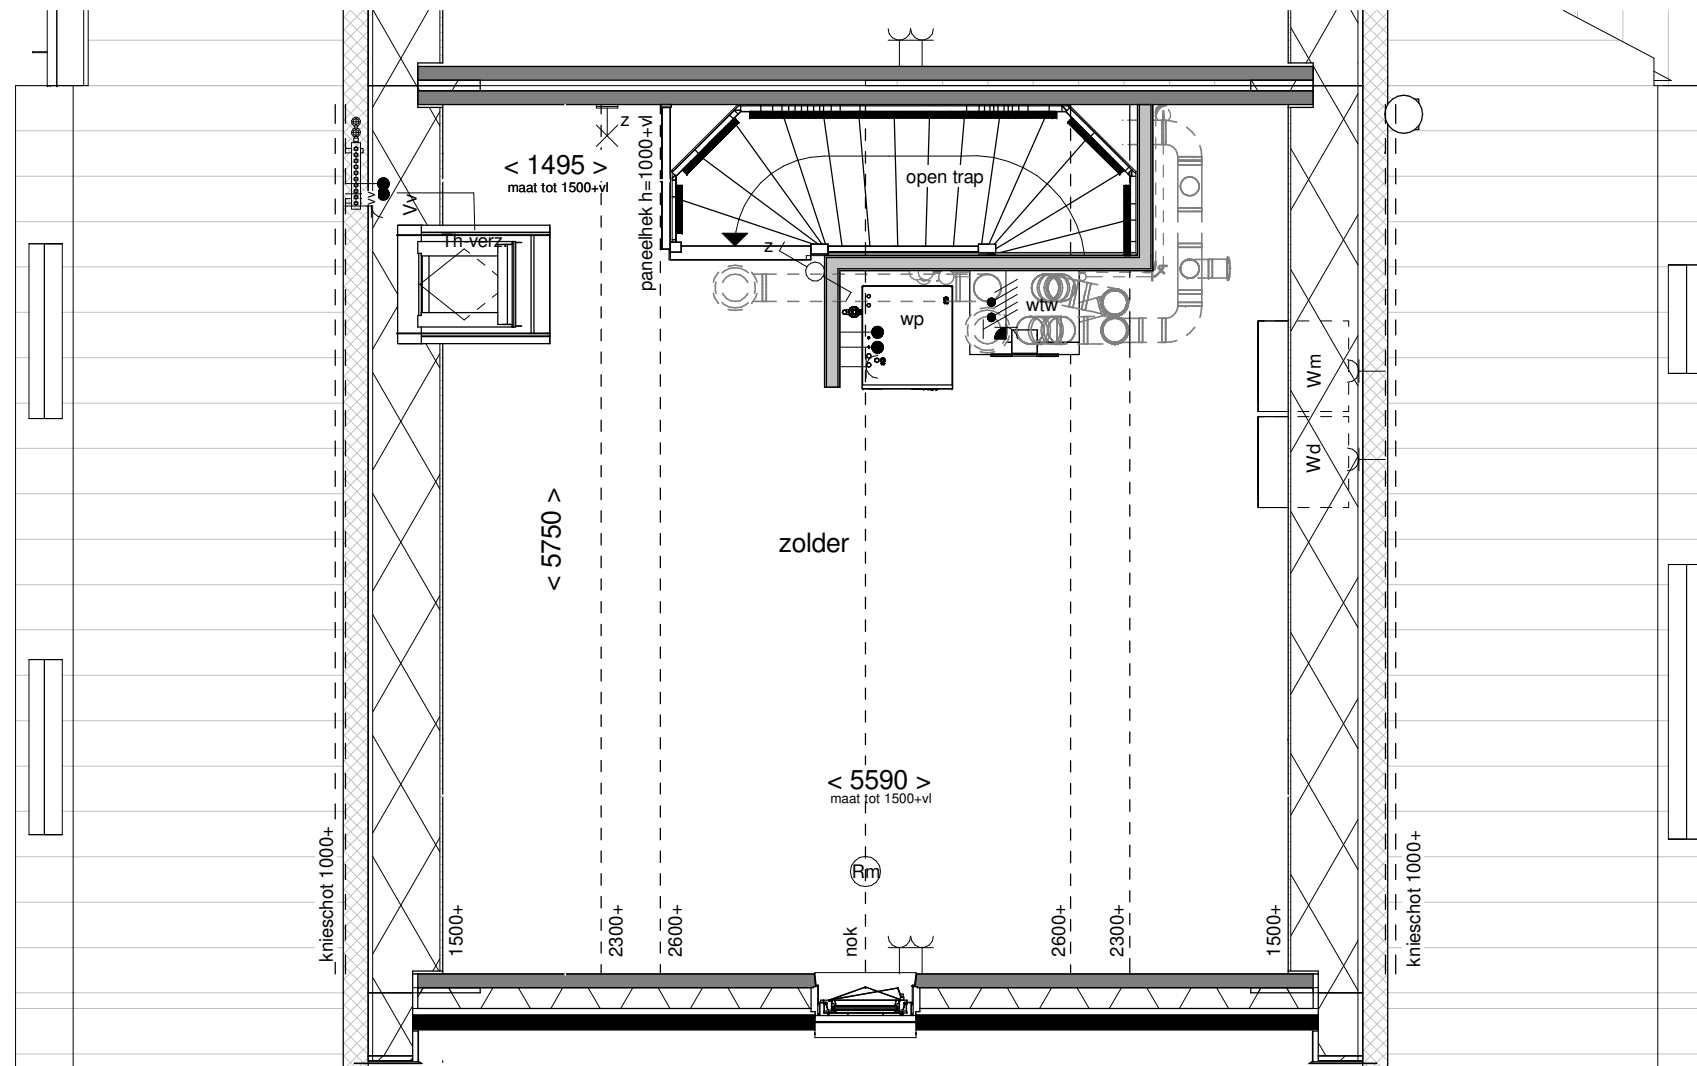 z
< 1495 >
maat tot 1500+vl
paneelhek h=1000+vl
open trap
Vv
Vv
Th-verz.
z
wp
wtw
Wm
Wd
< 5750 >
zolder
< 5590 >
maat tot 1500+vl
Rm
knieschot 1000+
1500+
2300+
2600+
nok
2600+
2300+
1500+
knieschot 1000+